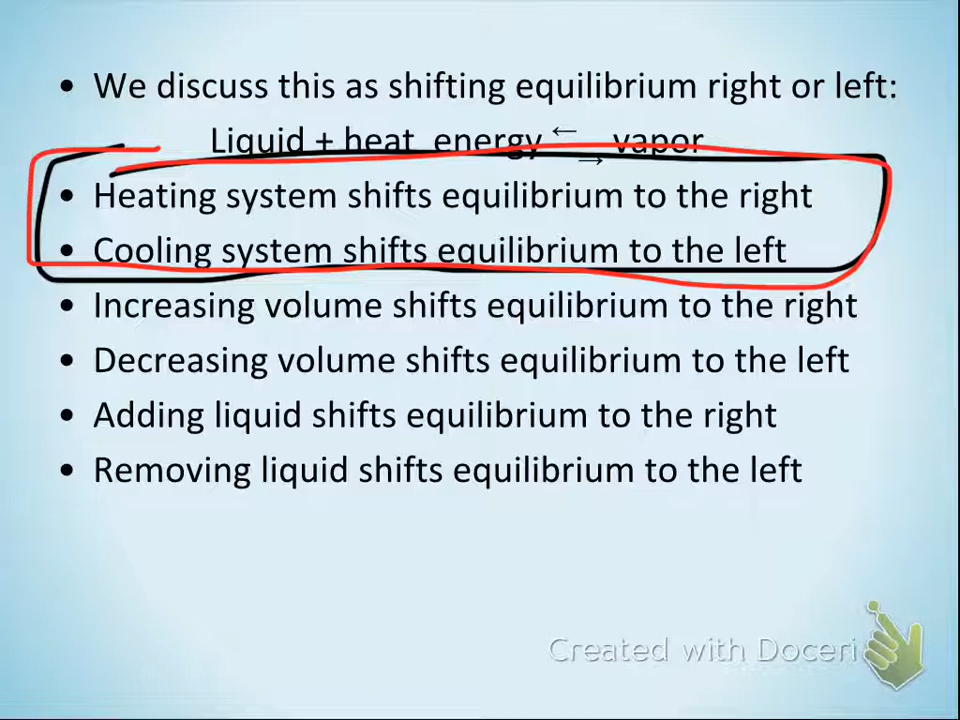 • We discuss this as shifting equilibrium right or left:
Liquid + heat energy ←→ vapor
• Heating system shifts equilibrium to the right
• Cooling system shifts equilibrium to the left
• Increasing volume shifts equilibrium to the right
• Decreasing volume shifts equilibrium to the left
• Adding liquid shifts equilibrium to the right
• Removing liquid shifts equilibrium to the left
Created with Doceri